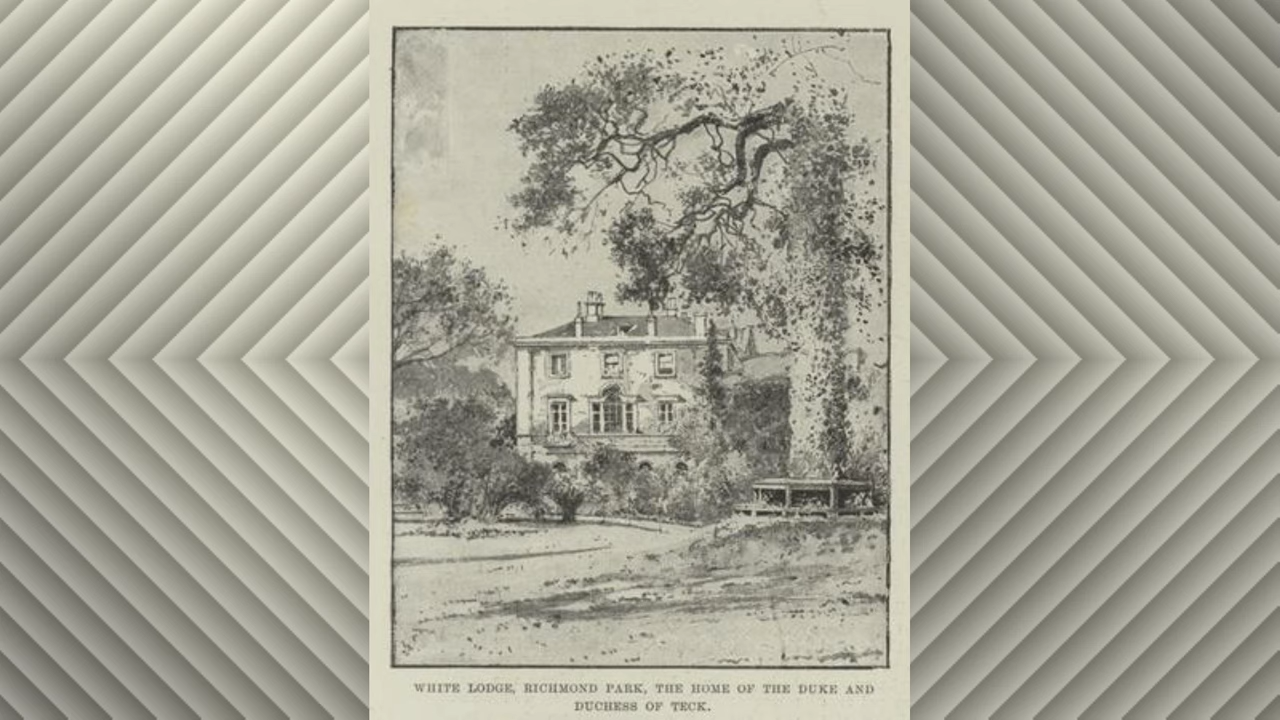 WHITE LODGE, RICHMOND PARK, THE HOME OF THE DUKE AND
DUCHESS OF TECK.